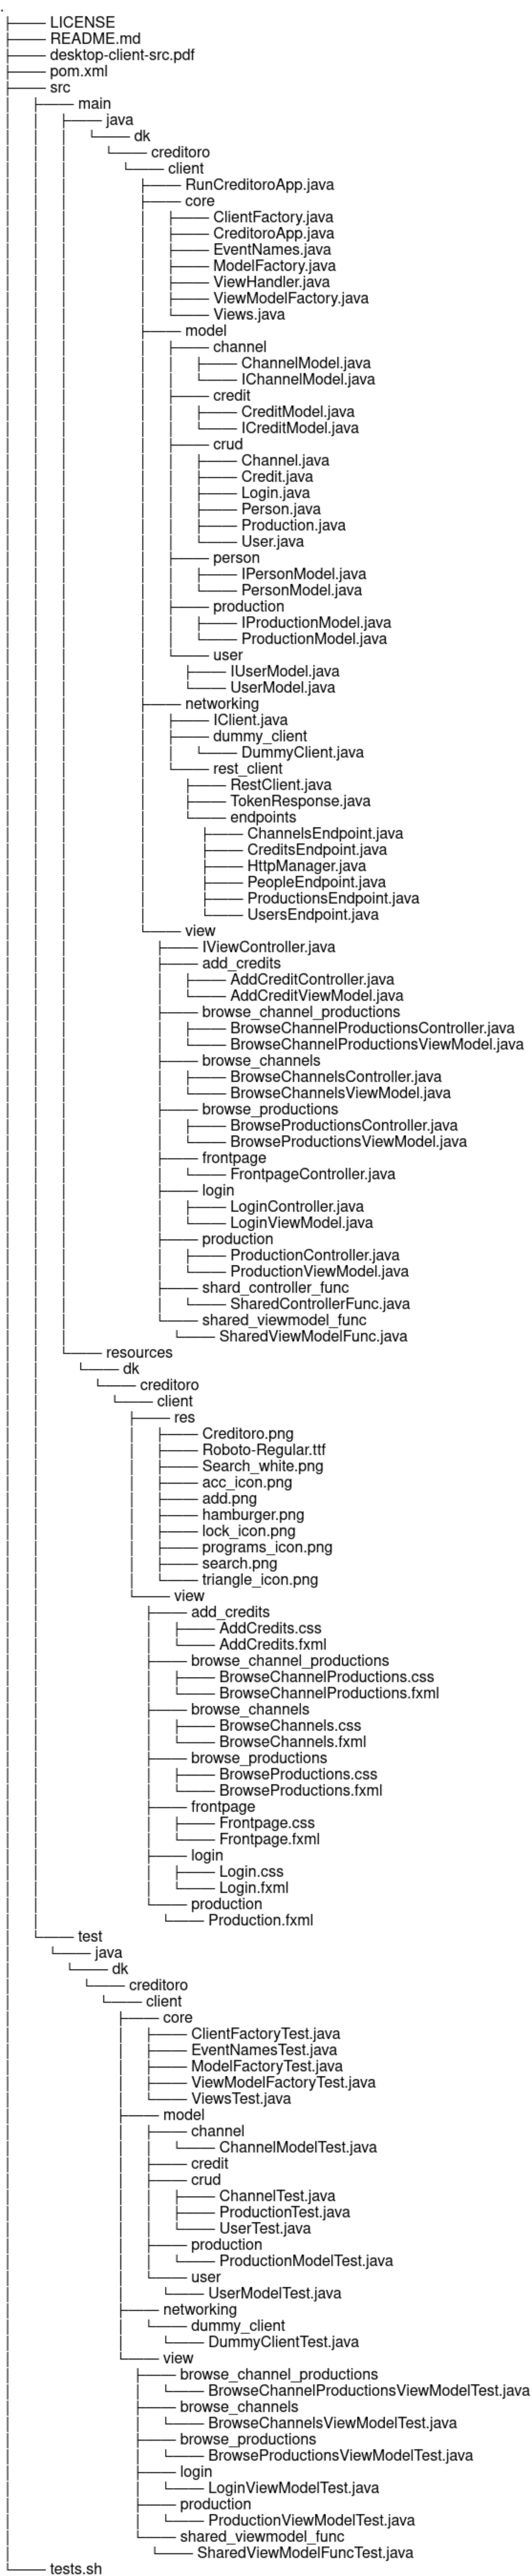 .
├── LICENSE
├── README.md
├── desktop-client-src.pdf
├── pom.xml
├── src
│   ├── main
│   │   ├── java
│   │   │   └── dk
│   │   │       └── creditoro
│   │   │           └── client
│   │   │               ├── RunCreditoroApp.java
│   │   │               ├── core
│   │   │               │   ├── ClientFactory.java
│   │   │               │   ├── CreditoroApp.java
│   │   │               │   ├── EventNames.java
│   │   │               │   ├── ModelFactory.java
│   │   │               │   ├── ViewHandler.java
│   │   │               │   ├── ViewModelFactory.java
│   │   │               │   └── Views.java
│   │   │               ├── model
│   │   │               │   ├── channel
│   │   │               │   │   ├── ChannelModel.java
│   │   │               │   │   └── IChannelModel.java
│   │   │               │   ├── credit
│   │   │               │   │   ├── CreditModel.java
│   │   │               │   │   └── ICreditModel.java
│   │   │               │   ├── crud
│   │   │               │   │   ├── Channel.java
│   │   │               │   │   ├── Credit.java
│   │   │               │   │   ├── Login.java
│   │   │               │   │   ├── Person.java
│   │   │               │   │   ├── Production.java
│   │   │               │   │   └── User.java
│   │   │               │   ├── person
│   │   │               │   │   ├── IPersonModel.java
│   │   │               │   │   └── PersonModel.java
│   │   │               │   ├── production
│   │   │               │   │   ├── IProductionModel.java
│   │   │               │   │   └── ProductionModel.java
│   │   │               │   └── user
│   │   │               │       ├── IUserModel.java
│   │   │               │       └── UserModel.java
│   │   │               ├── networking
│   │   │               │   ├── IClient.java
│   │   │               │   ├── dummy_client
│   │   │               │   │   └── DummyClient.java
│   │   │               │   └── rest_client
│   │   │               │       ├── RestClient.java
│   │   │               │       ├── TokenResponse.java
│   │   │               │       └── endpoints
│   │   │               │           ├── ChannelsEndpoint.java
│   │   │               │           ├── CreditsEndpoint.java
│   │   │               │           ├── HttpManager.java
│   │   │               │           ├── PeopleEndpoint.java
│   │   │               │           ├── ProductionsEndpoint.java
│   │   │               │           └── UsersEndpoint.java
│   │   │               └── view
│   │   │                   ├── IViewController.java
│   │   │                   ├── add_credits
│   │   │                   │   ├── AddCreditController.java
│   │   │                   │   └── AddCreditViewModel.java
│   │   │                   ├── browse_channel_productions
│   │   │                   │   ├── BrowseChannelProductionsController.java
│   │   │                   │   └── BrowseChannelProductionsViewModel.java
│   │   │                   ├── browse_channels
│   │   │                   │   ├── BrowseChannelsController.java
│   │   │                   │   └── BrowseChannelsViewModel.java
│   │   │                   ├── browse_productions
│   │   │                   │   ├── BrowseProductionsController.java
│   │   │                   │   └── BrowseProductionsViewModel.java
│   │   │                   ├── frontpage
│   │   │                   │   └── FrontpageController.java
│   │   │                   ├── login
│   │   │                   │   ├── LoginController.java
│   │   │                   │   └── LoginViewModel.java
│   │   │                   ├── production
│   │   │                   │   ├── ProductionController.java
│   │   │                   │   └── ProductionViewModel.java
│   │   │                   ├── shard_controller_func
│   │   │                   │   └── SharedControllerFunc.java
│   │   │                   └── shared_viewmodel_func
│   │   │                       └── SharedViewModelFunc.java
│   │   └── resources
│   │       └── dk
│   │           └── creditoro
│   │               └── client
│   │                   ├── res
│   │                   │   ├── Creditoro.png
│   │                   │   ├── Roboto-Regular.ttf
│   │                   │   ├── Search_white.png
│   │                   │   ├── acc_icon.png
│   │                   │   ├── add.png
│   │                   │   ├── hamburger.png
│   │                   │   ├── lock_icon.png
│   │                   │   ├── programs_icon.png
│   │                   │   ├── search.png
│   │                   │   └── triangle_icon.png
│   │                   └── view
│   │                       ├── add_credits
│   │                       │   ├── AddCredits.css
│   │                       │   └── AddCredits.fxml
│   │                       ├── browse_channel_productions
│   │                       │   ├── BrowseChannelProductions.css
│   │                       │   └── BrowseChannelProductions.fxml
│   │                       ├── browse_channels
│   │                       │   ├── BrowseChannels.css
│   │                       │   └── BrowseChannels.fxml
│   │                       ├── browse_productions
│   │                       │   ├── BrowseProductions.css
│   │                       │   └── BrowseProductions.fxml
│   │                       ├── frontpage
│   │                       │   ├── Frontpage.css
│   │                       │   └── Frontpage.fxml
│   │                       ├── login
│   │                       │   ├── Login.css
│   │                       │   └── Login.fxml
│   │                       └── production
│   │                           └── Production.fxml
│   └── test
│       └── java
│           └── dk
│               └── creditoro
│                   └── client
│                       ├── core
│                       │   ├── ClientFactoryTest.java
│                       │   ├── EventNamesTest.java
│                       │   ├── ModelFactoryTest.java
│                       │   ├── ViewModelFactoryTest.java
│                       │   └── ViewsTest.java
│                       ├── model
│                       │   ├── channel
│                       │   │   └── ChannelModelTest.java
│                       │   ├── credit
│                       │   ├── crud
│                       │   │   ├── ChannelTest.java
│                       │   │   ├── ProductionTest.java
│                       │   │   └── UserTest.java
│                       │   ├── production
│                       │   │   └── ProductionModelTest.java
│                       │   └── user
│                       │       └── UserModelTest.java
│                       ├── networking
│                       │   └── dummy_client
│                       │       └── DummyClientTest.java
│                       └── view
│                           ├── browse_channel_productions
│                           │   └── BrowseChannelProductionsViewModelTest.java
│                           ├── browse_channels
│                           │   └── BrowseChannelsViewModelTest.java
│                           ├── browse_productions
│                           │   └── BrowseProductionsViewModelTest.java
│                           ├── login
│                           │   └── LoginViewModelTest.java
│                           ├── production
│                           │   └── ProductionViewModelTest.java
│                           └── shared_viewmodel_func
│                               └── SharedViewModelFuncTest.java
└── tests.sh